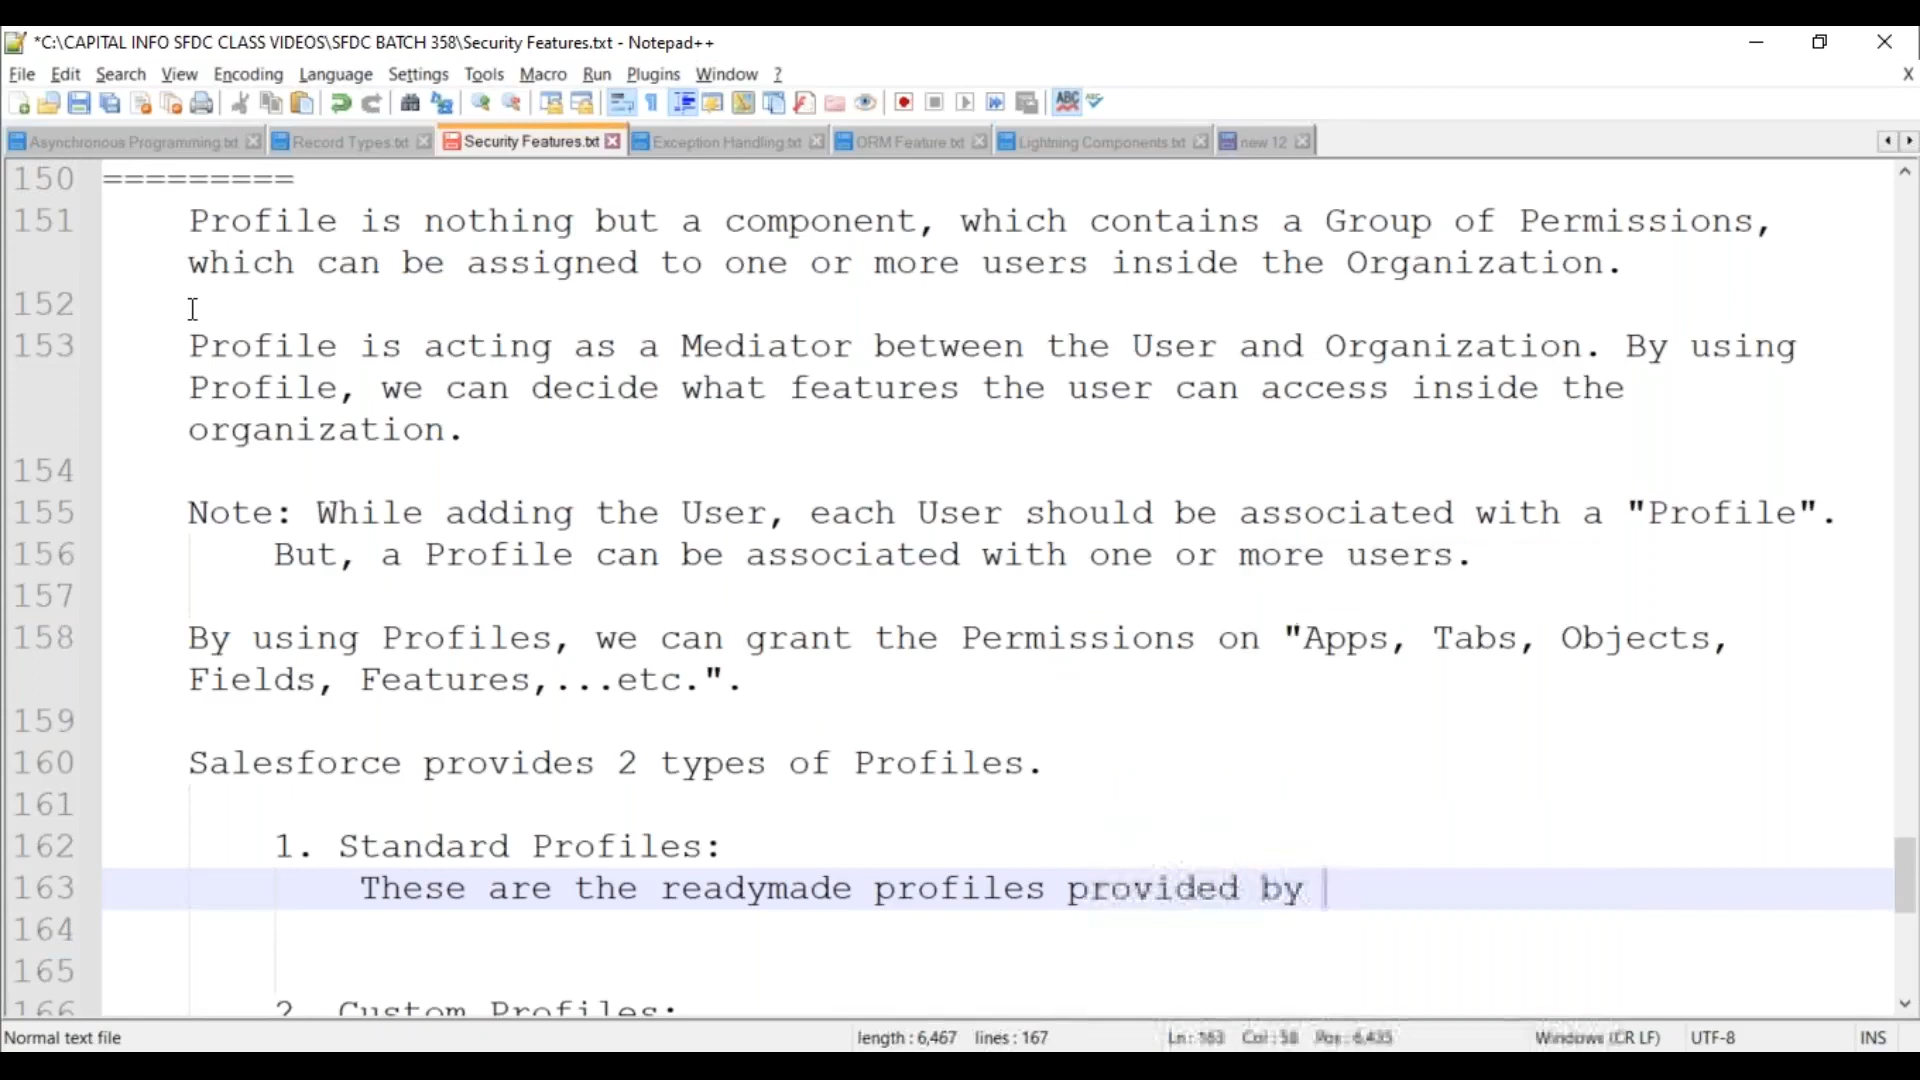 *C:\CAPITAL INFO SFDC CLASS VIDEOS\SFDC BATCH 358\Security Features.txt - Notepad++
File Edit Search View Encoding Language Settings Tools Macro Run Plugins Window ? X
Asynchronous Programming.txt Record Types.txt Security Features.txt Exception Handling.txt ORM Feature.txt Lightning Components.txt new 12
150 =========
151 Profile is nothing but a component, which contains a Group of Permissions,
which can be assigned to one or more users inside the Organization.
152
153 Profile is acting as a Mediator between the User and Organization. By using
Profile, we can decide what features the user can access inside the
organization.
154
155 Note: While adding the User, each User should be associated with a "Profile".
156 But, a Profile can be associated with one or more users.
157
158 By using Profiles, we can grant the Permissions on "Apps, Tabs, Objects,
Fields, Features,...etc.".
159
160 Salesforce provides 2 types of Profiles.
161
162 1. Standard Profiles:
163 These are the readymade profiles provided by
164
165
166 2. Custom Profiles:
Normal text file length : 6,467 lines : 167 Ln : 163 Col : 58 Pos : 6,435 Windows (CR LF) UTF-8 INS